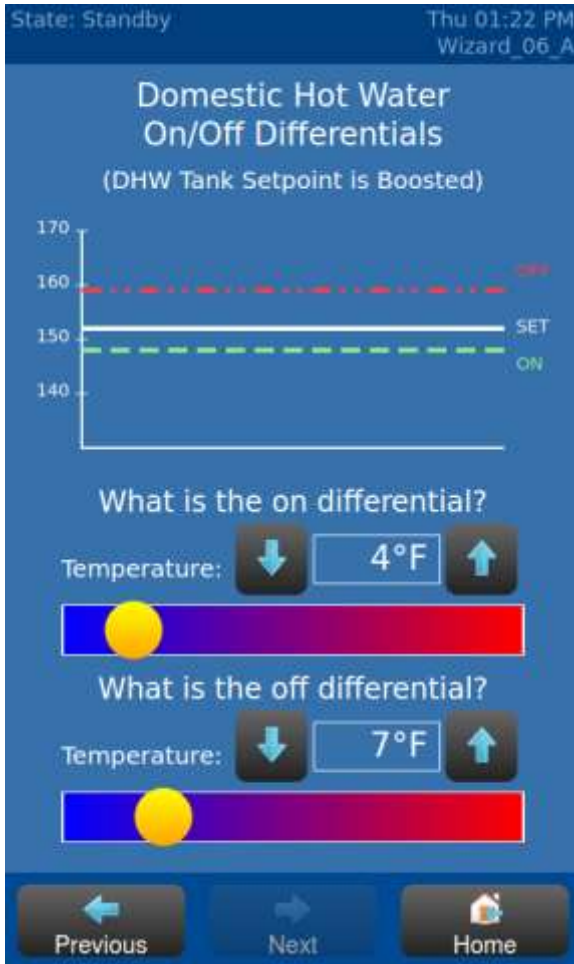 State: Standby
Thu 01:22 PM
Wizard_06_A
Domestic Hot Water
On/Off Differentials
(DHW Tank Setpoint is Boosted)
170
160
OFF
150
SET
ON
140
What is the on differential?
Temperature: 4°F
What is the off differential?
Temperature: 7°F
Previous
Next
Home